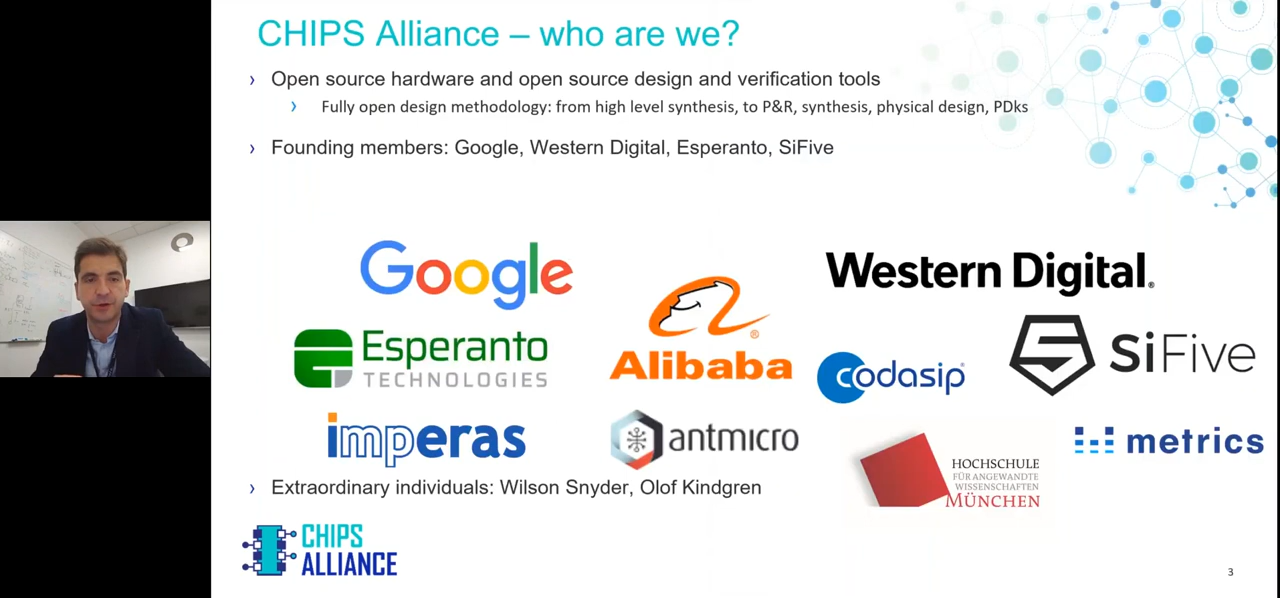 CHIPS Alliance – who are we?
› Open source hardware and open source design and verification tools
› Fully open design methodology: from high level synthesis, to P&R, synthesis, physical design, PDks
› Founding members: Google, Western Digital, Esperanto, SiFive
Google
Western Digital®
Esperanto
TECHNOLOGIES
Alibaba®
codasip®
SiFive
imperas
antmicro
metrics
HOCHSCHULE
FÜR ANGEWANDTE
WISSENSCHAFTEN
MÜNCHEN
› Extraordinary individuals: Wilson Snyder, Olof Kindgren
CHIPS
ALLIANCE
3